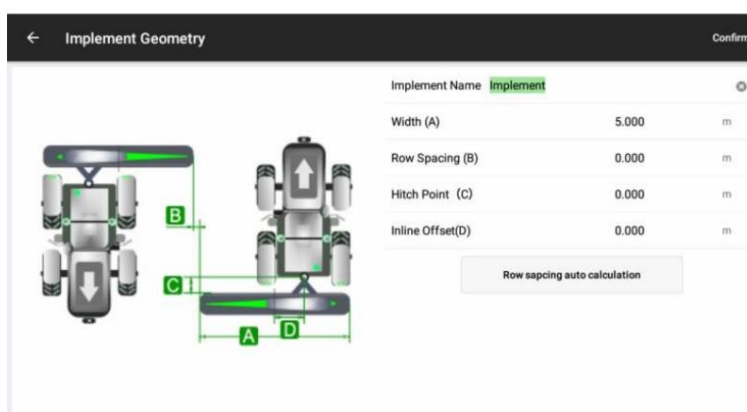 Implement Geometry
Confirm
Implement Name Implement
Width (A) 5.000 m
Row Spacing (B) 0.000 m
Hitch Point (C) 0.000 m
Inline Offset(D) 0.000 m
Row sapcing auto calculation
B
C
A
D